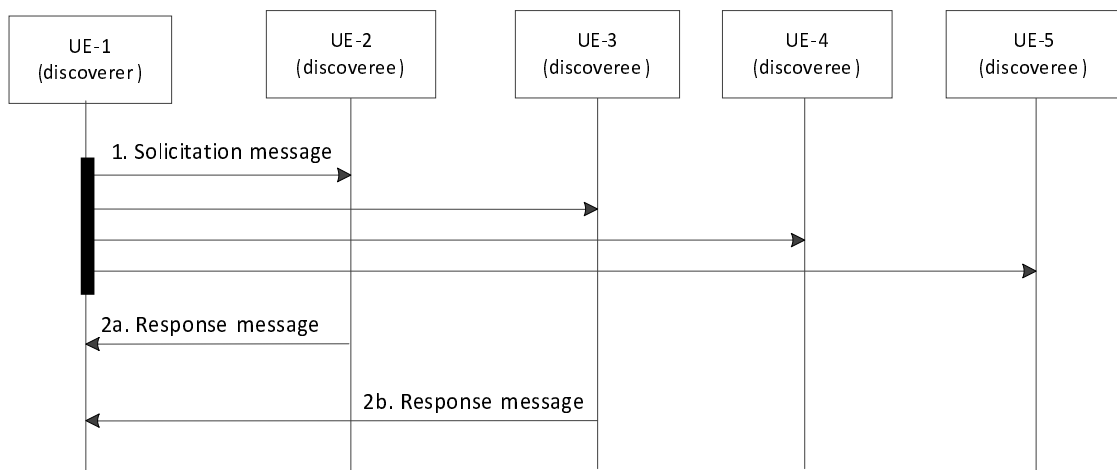 UE-1
(discoverer)
UE-2
(discoveree)
UE-3
(discoveree)
UE-4
(discoveree)
UE-5
(discoveree)
1. Solicitation message
2a. Response message
2b. Response message